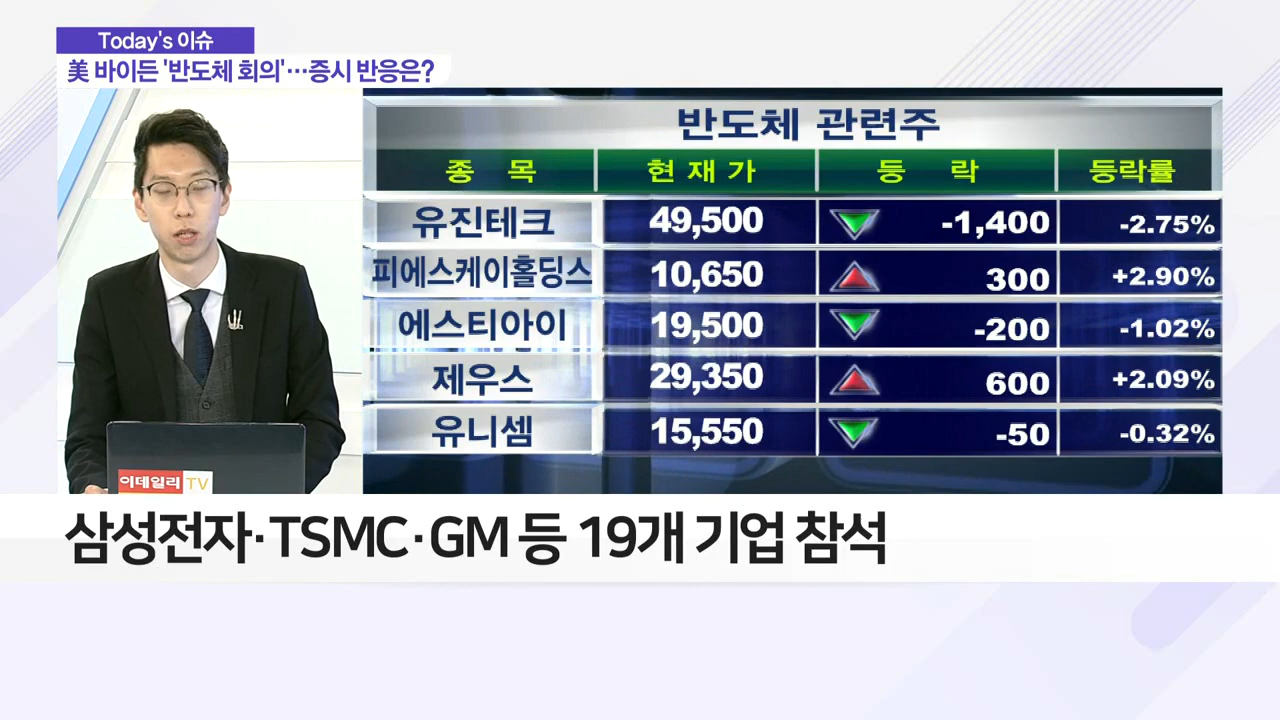 Today's 이슈
美 바이든 '반도체 회의'…증시 반응은?
반도체 관련주
종 목 현 재 가 등 락 등락률
유진테크 49,500 -1,400 -2.75%
피에스케이홀딩스 10,650 300 +2.90%
에스티아이 19,500 -200 -1.02%
제우스 29,350 600 +2.09%
유니셈 15,550 -50 -0.32%
이데일리TV
삼성전자·TSMC·GM 등 19개 기업 참석